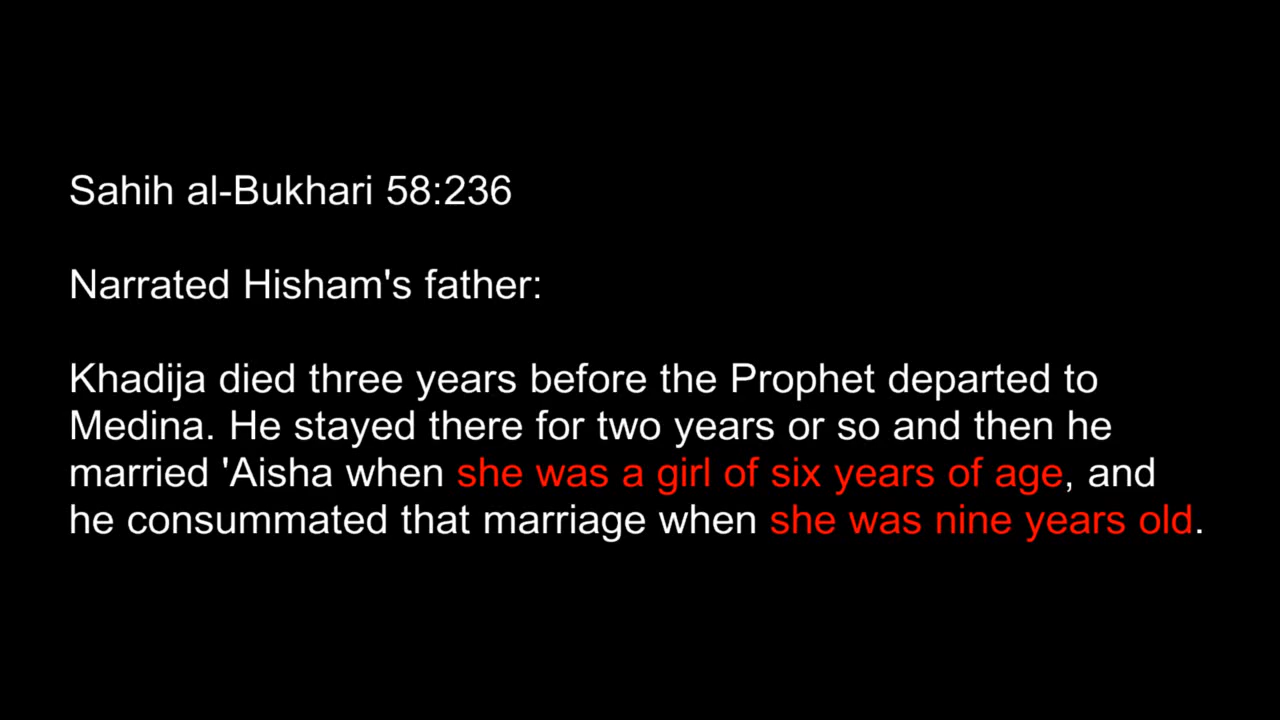 Sahih al-Bukhari 58:236
Narrated Hisham's father:
Khadija died three years before the Prophet departed to
Medina. He stayed there for two years or so and then he
married 'Aisha when she was a girl of six years of age, and
he consummated that marriage when she was nine years old.